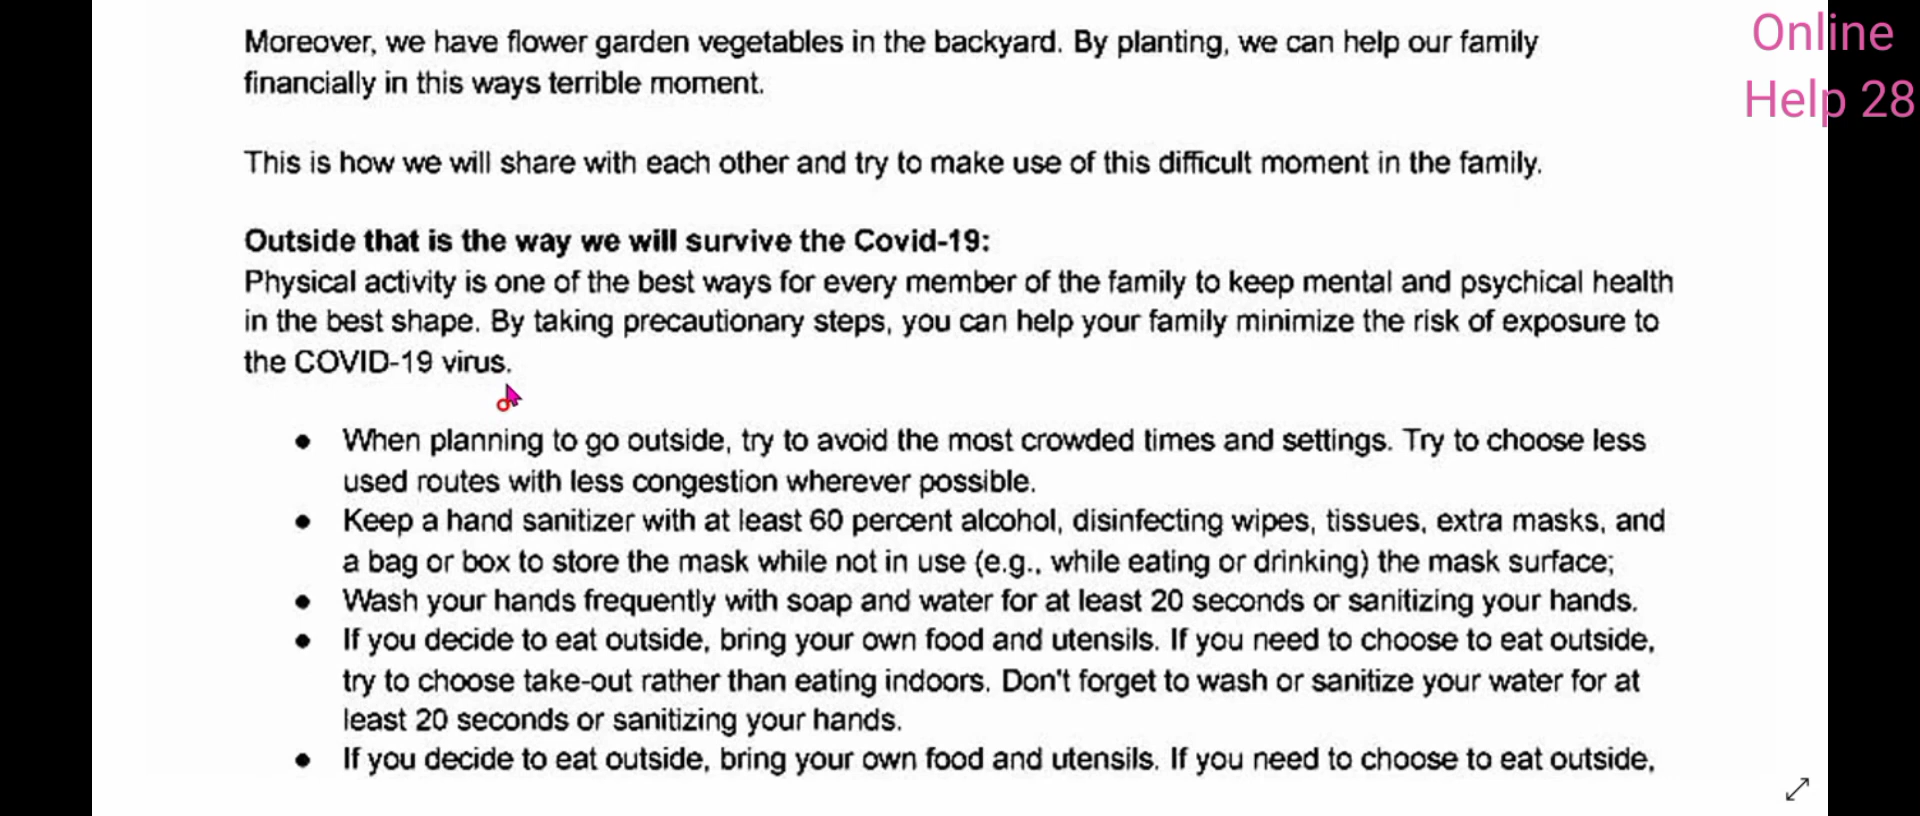 Moreover, we have flower garden vegetables in the backyard. By planting, we can help our family
financially in this ways terrible moment.
This is how we will share with each other and try to make use of this difficult moment in the family.
Outside that is the way we will survive the Covid-19:
Physical activity is one of the best ways for every member of the family to keep mental and psychical health
in the best shape. By taking precautionary steps, you can help your family minimize the risk of exposure to
the COVID-19 virus.
● When planning to go outside, try to avoid the most crowded times and settings. Try to choose less
used routes with less congestion wherever possible.
● Keep a hand sanitizer with at least 60 percent alcohol, disinfecting wipes, tissues, extra masks, and
a bag or box to store the mask while not in use (e.g., while eating or drinking) the mask surface;
● Wash your hands frequently with soap and water for at least 20 seconds or sanitizing your hands.
● If you decide to eat outside, bring your own food and utensils. If you need to choose to eat outside,
try to choose take-out rather than eating indoors. Don't forget to wash or sanitize your water for at
least 20 seconds or sanitizing your hands.
● If you decide to eat outside, bring your own food and utensils. If you need to choose to eat outside,
Online
Help 28